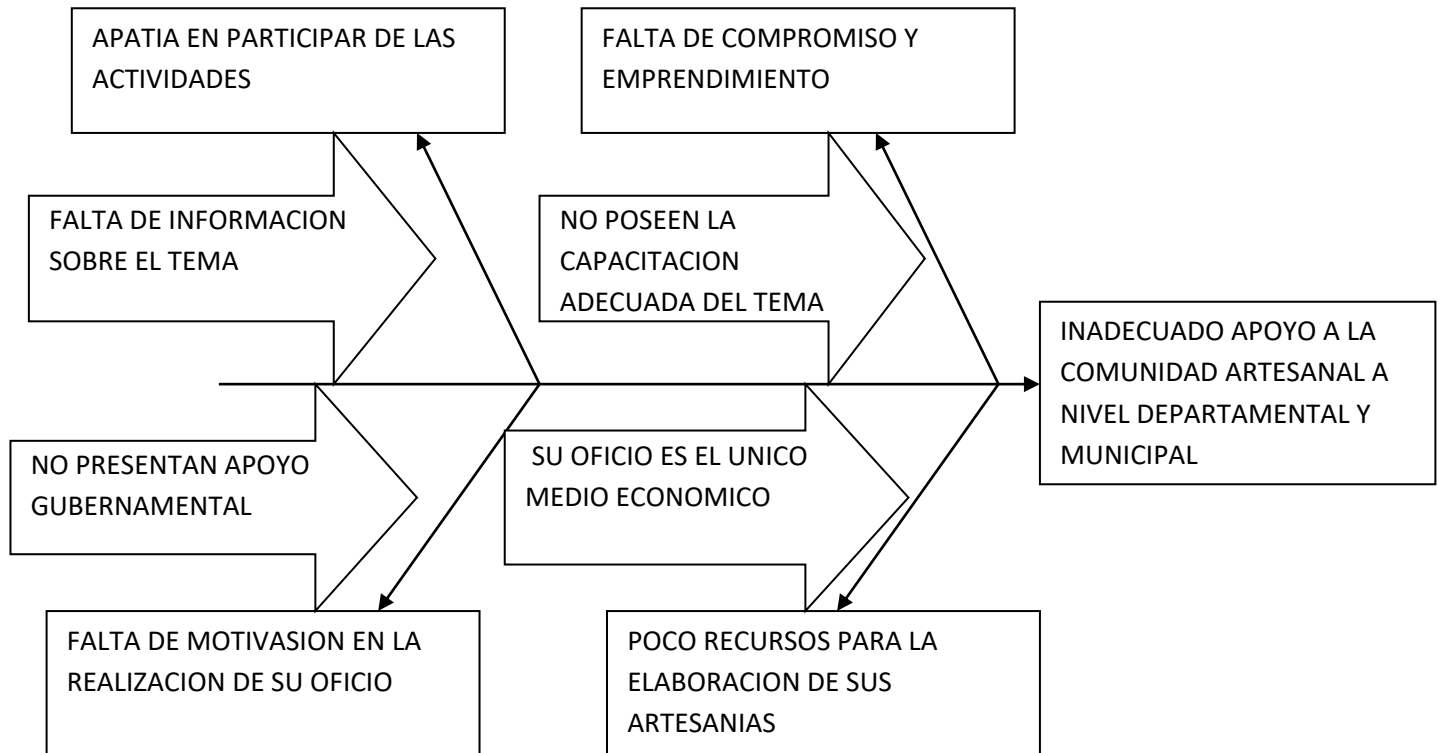 APATIA EN PARTICIPAR DE LAS
ACTIVIDADES
FALTA DE COMPROMISO Y
EMPRENDIMIENTO
FALTA DE INFORMACION
SOBRE EL TEMA
NO POSEEN LA
CAPACITACION
ADECUADA DEL TEMA
INADECUADO APOYO A LA
COMUNIDAD ARTESANAL A
NIVEL DEPARTAMENTAL Y
MUNICIPAL
NO PRESENTAN APOYO
GUBERNAMENTAL
SU OFICIO ES EL UNICO
MEDIO ECONOMICO
FALTA DE MOTIVASION EN LA
REALIZACION DE SU OFICIO
POCO RECURSOS PARA LA
ELABORACION DE SUS
ARTESANIAS